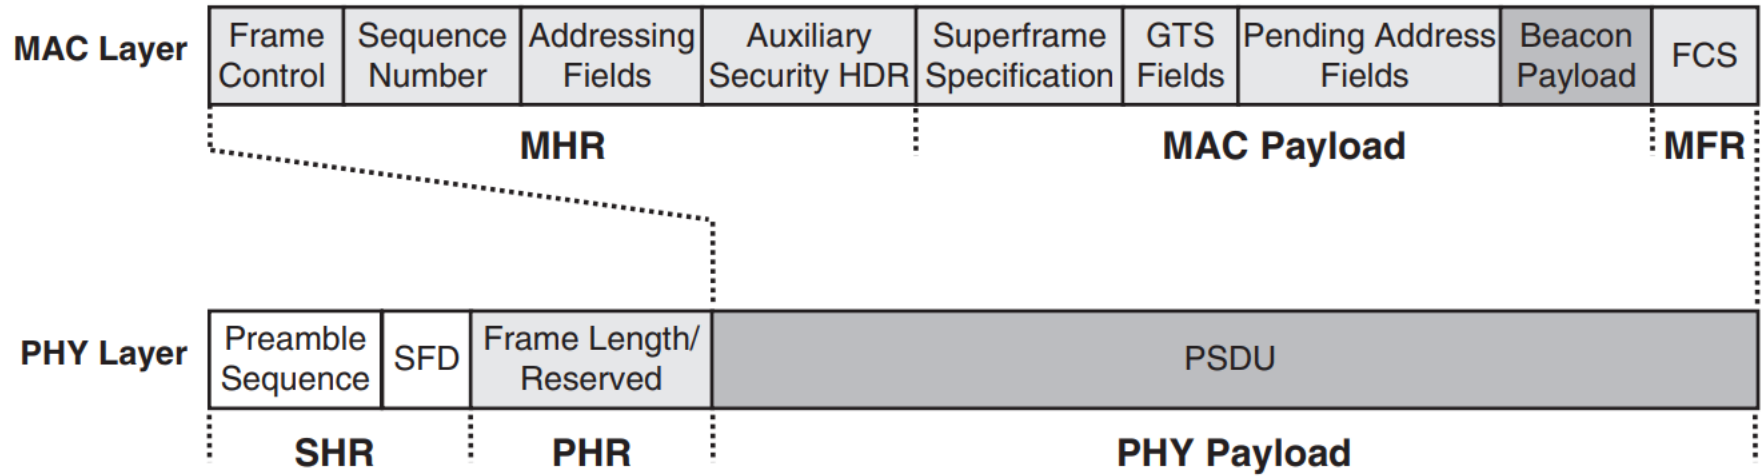 MAC Layer
Frame
Control
Sequence
Number
Addressing
Fields
Auxiliary
Security HDR
Superframe
Specification
GTS
Fields
Pending Address
Fields
Beacon
Payload
FCS
MHR
MAC Payload
MFR
PHY Layer
Preamble
Sequence
SFD
Frame Length/
Reserved
PSDU
SHR
PHR
PHY Payload